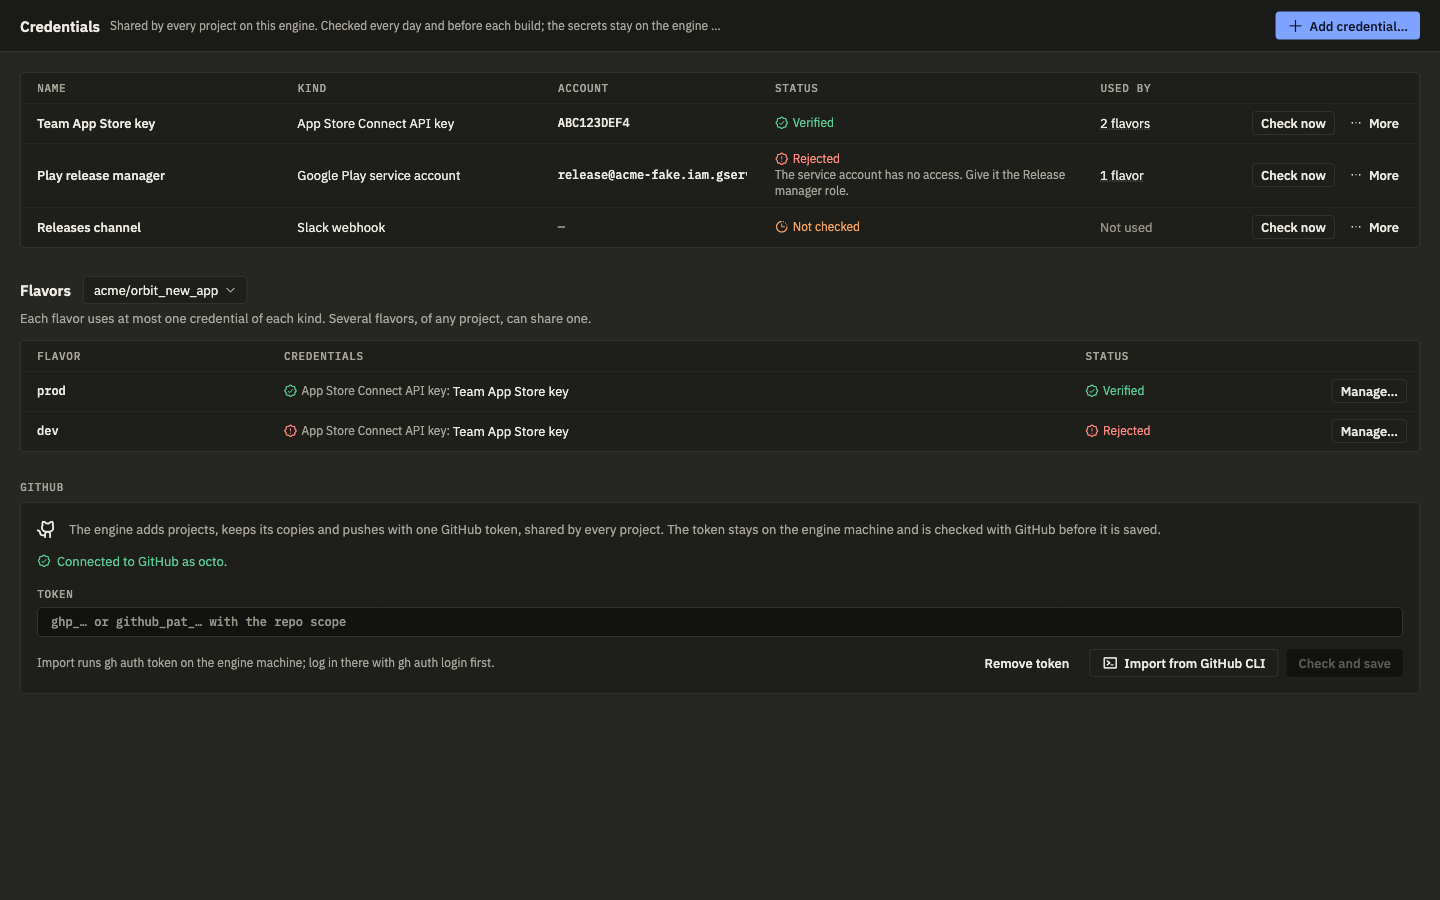 Credentials Shared by every project on this engine. Checked every day and before each build; the secrets stay on the engine ... Add credential...
NAME KIND ACCOUNT STATUS USED BY
Team App Store key App Store Connect API key ABC123DEF4 Verified 2 flavors Check now ··· More
Rejected
Play release manager Google Play service account release@acme-fake.iam.gser The service account has no access. Give it the Release 1 flavor Check now ··· More
manager role.
Releases channel Slack webhook — Not checked Not used Check now ··· More
Flavors acme/orbit_new_app
Each flavor uses at most one credential of each kind. Several flavors, of any project, can share one.
FLAVOR CREDENTIALS STATUS
prod App Store Connect API key: Team App Store key Verified Manage...
dev App Store Connect API key: Team App Store key Rejected Manage...
GITHUB
The engine adds projects, keeps its copies and pushes with one GitHub token, shared by every project. The token stays on the engine machine and is checked with GitHub before it is saved.
Connected to GitHub as octo.
TOKEN
ghp_… or github_pat_… with the repo scope
Import runs gh auth token on the engine machine; log in there with gh auth login first. Remove token Import from GitHub CLI Check and save